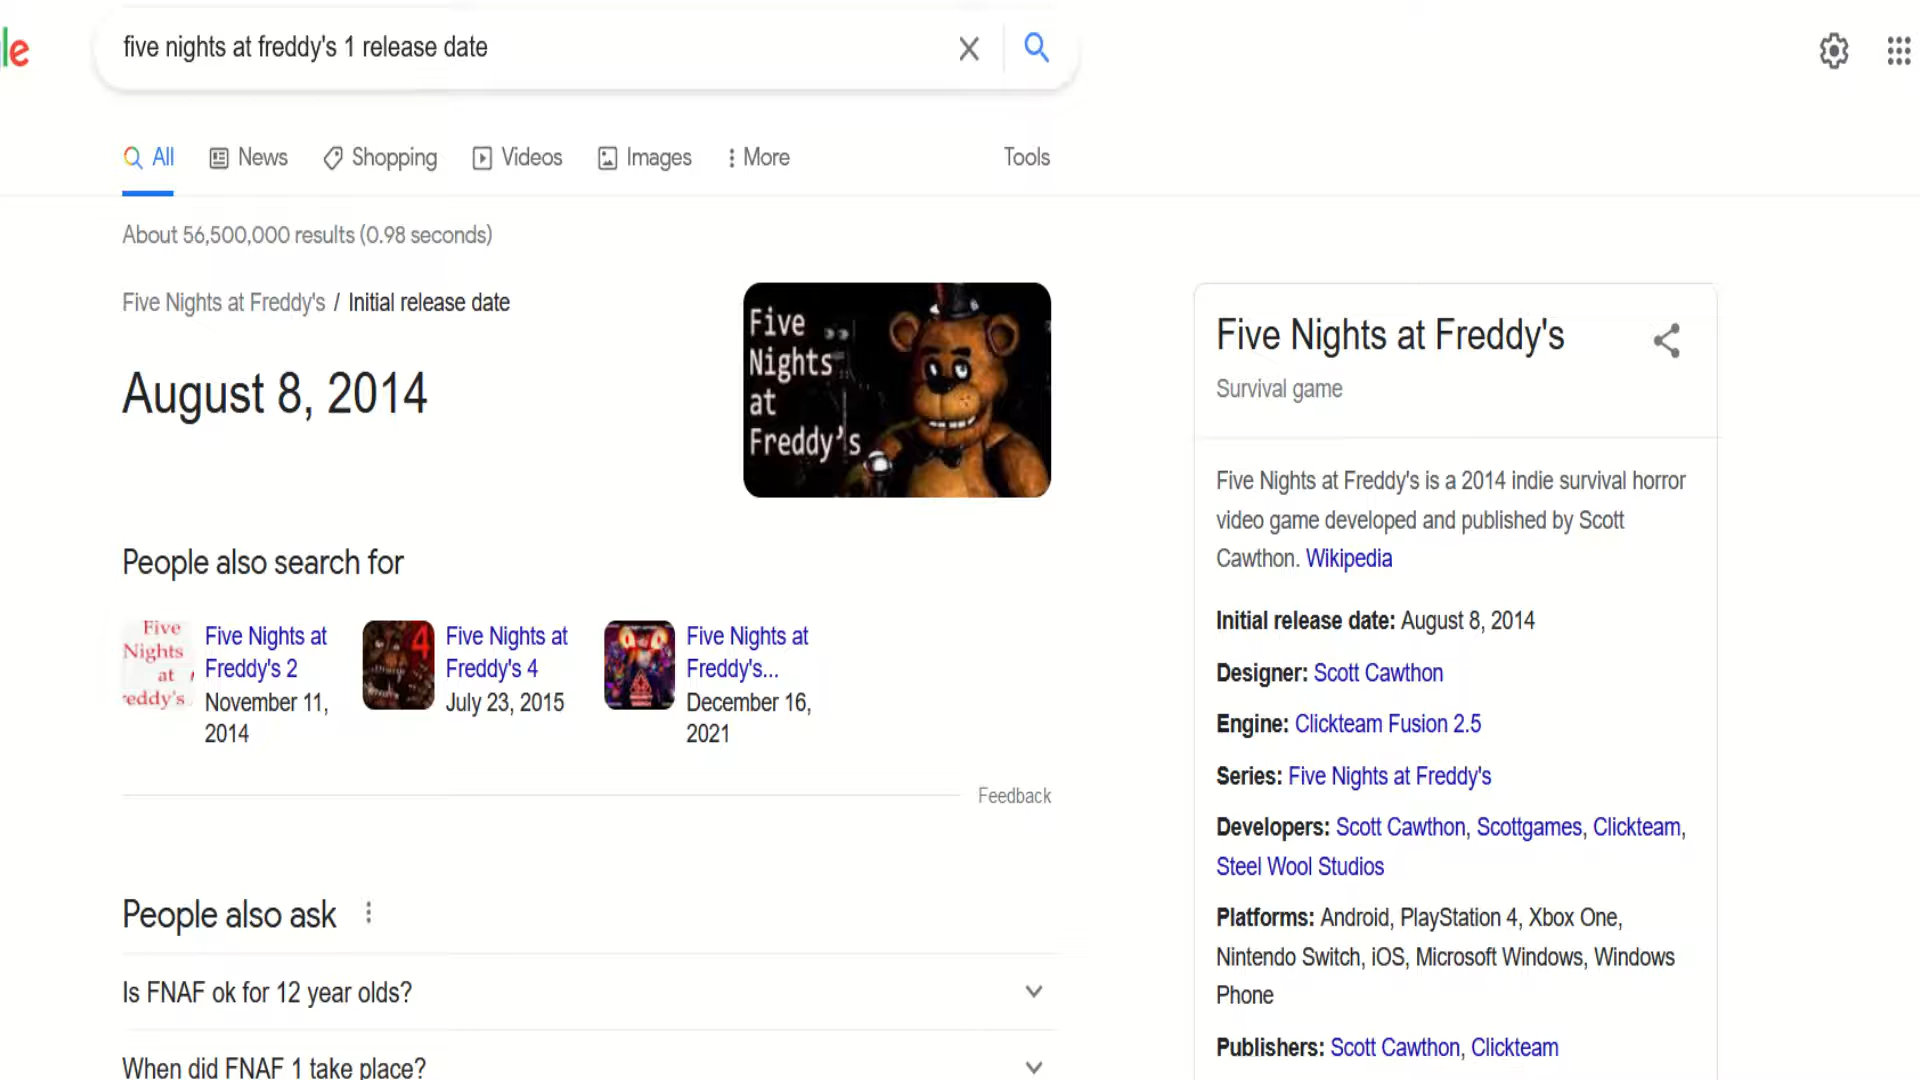 le
five nights at freddy's 1 release date
All
News
Shopping
Videos
Images
More
Tools
About 56,500,000 results (0.98 seconds)
Five Nights at Freddy's / Initial release date
August 8, 2014
Five
Nights
at
Freddy's
People also search for
Five
Nights
at
reddy's
Five Nights at
Freddy's 2
November 11,
2014
4
Five Nights at
Freddy's 4
July 23, 2015
Five Nights at
Freddy's...
December 16,
2021
Feedback
People also ask
Is FNAF ok for 12 year olds?
When did FNAF 1 take place?
Five Nights at Freddy's
Survival game
Five Nights at Freddy's is a 2014 indie survival horror
video game developed and published by Scott
Cawthon. Wikipedia
Initial release date: August 8, 2014
Designer: Scott Cawthon
Engine: Clickteam Fusion 2.5
Series: Five Nights at Freddy's
Developers: Scott Cawthon, Scottgames, Clickteam,
Steel Wool Studios
Platforms: Android, PlayStation 4, Xbox One,
Nintendo Switch, iOS, Microsoft Windows, Windows
Phone
Publishers: Scott Cawthon, Clickteam